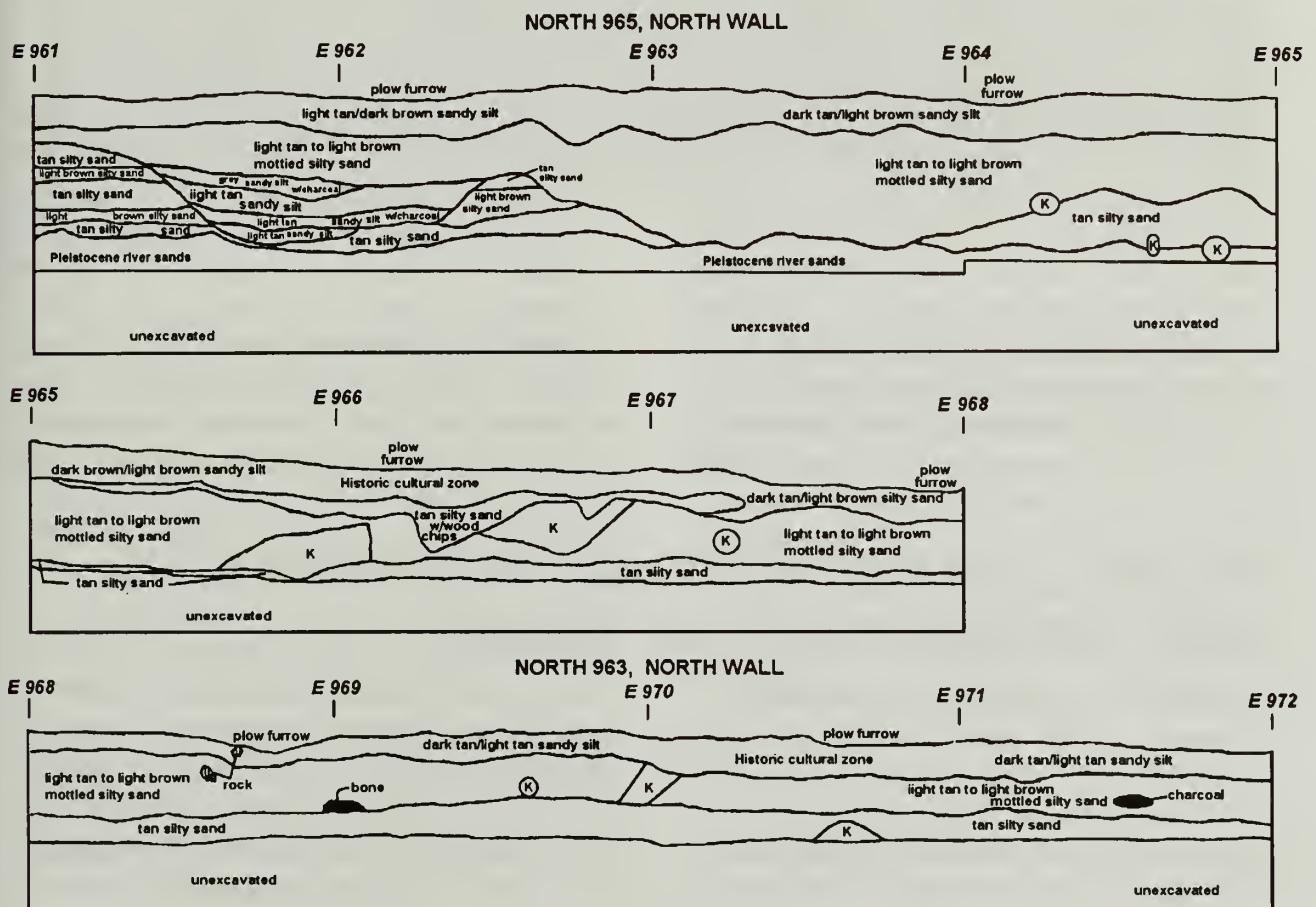 NORTH 965, NORTH WALL
E 961 E 962 E 963 E 964 E 965
plow furrow
plow
furrow
light tan/dark brown sandy silt
dark tan/light brown sandy silt
light tan to light brown
mottled silty sand
light tan to light brown
mottled silty sand
tan silty sand
light brown silty sand
tan silty sand
grey sandy silt w/charcoal
light tan
sandy silt
tan
silty sand
light brown
silty sand
light brown silty sand
light tan sandy silt w/charcoal
tan silty sand
light tan sandy silt
tan silty sand
K
tan silty sand
K
K
Pleistocene river sands
Pleistocene river sands
unexcavated
unexcsvated
unexcavated
E 965 E 966 E 967 E 968
plow
furrow
plow
furrow
dark brown/light brown sandy silt
Historic cultural zone
dark tan/light brown silty sand
light tan to light brown
mottled silty sand
tan silty sand
w/wood
chips
K
K
K
light tan to light brown
mottled silty sand
tan silty sand
tan silty sand
unexcavated
NORTH 963, NORTH WALL
E 968 E 969 E 970 E 971 E 972
plow furrow
plow furrow
dark tan/light tan sandy silt
Historic cultural zone
dark tan/light tan sandy silt
light tan to light brown
mottled silty sand
rock
bone
K
K
light tan to light brown
mottled silty sand
charcoal
tan silty sand
K
tan silty sand
unexcavated
unexcavated